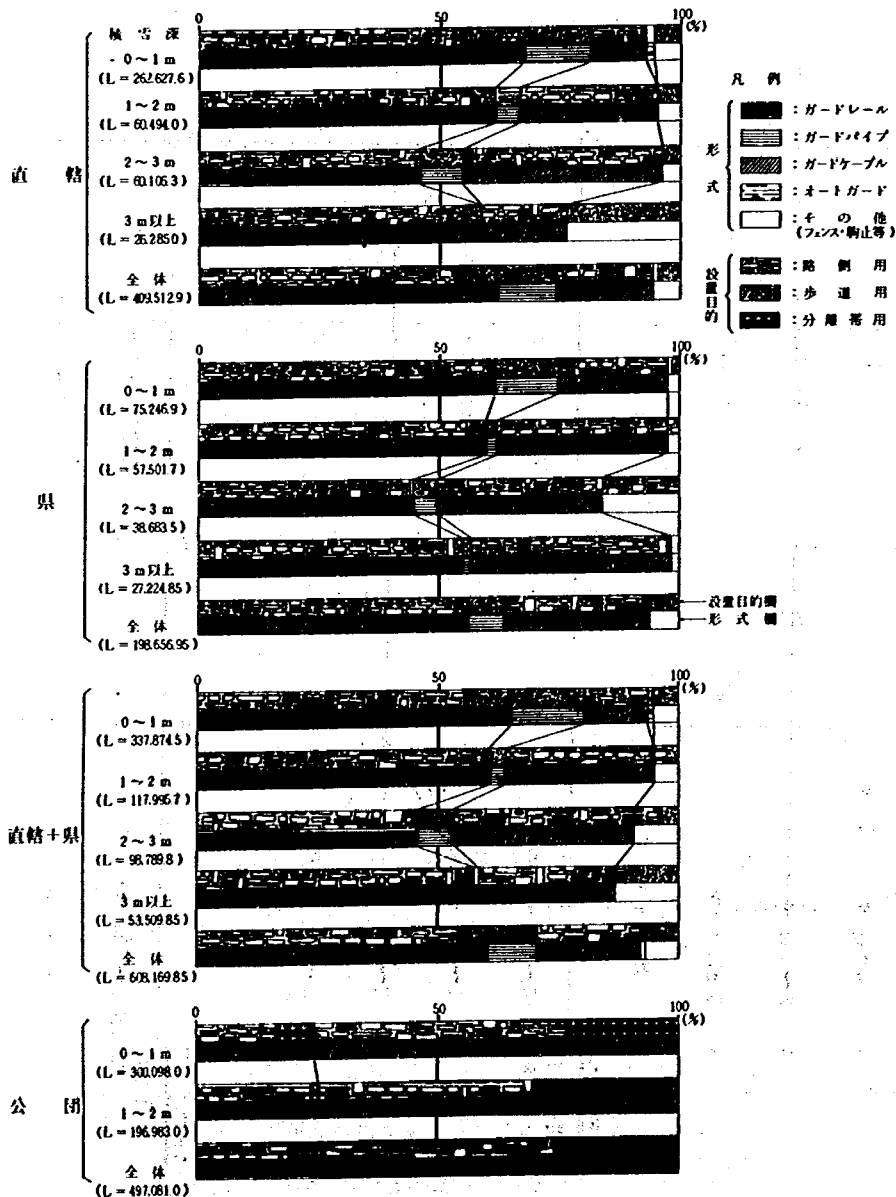 0 50 100
(%)
積雪深
0～1m
(L=262.627.6)
1～2m
(L=60.494.0)
2～3m
(L=60.106.3)
3m以上
(L=26.285.0)
全体
(L=409.512.9)
直轄
凡例
形式
：ガードレール
：ガードパイプ
：ガードケーブル
：オートガード
：その他
(フェンス・駒止等)
設置目的
：路側用
：歩道用
：分離帯用
0 50 100
(%)
0～1m
(L=75.246.9)
1～2m
(L=57.501.7)
2～3m
(L=38.683.5)
3m以上
(L=27.224.85)
全体
(L=198.656.95)
県
設置目的欄
形式欄
0 50 100
(%)
0～1m
(L=337.874.5)
1～2m
(L=117.995.7)
2～3m
(L=98.789.8)
3m以上
(L=53.509.85)
全体
(L=608.169.85)
直轄＋県
0 50 100
(%)
0～1m
(L=300.098.0)
1～2m
(L=196.983.0)
全体
(L=497.081.0)
公団